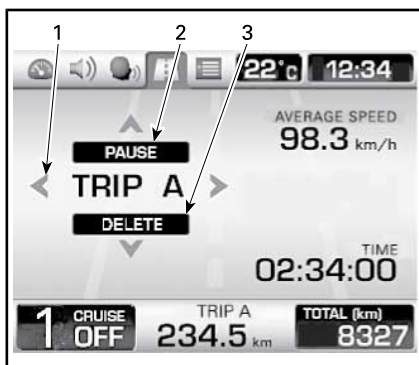 1 2 3
22°c 12:34
AVERAGE SPEED
98.3 km/h
PAUSE
TRIP A
DELETE
TIME
02:34:00
1 CRUISE OFF
TRIP A
234.5 km
TOTAL (km)
8327